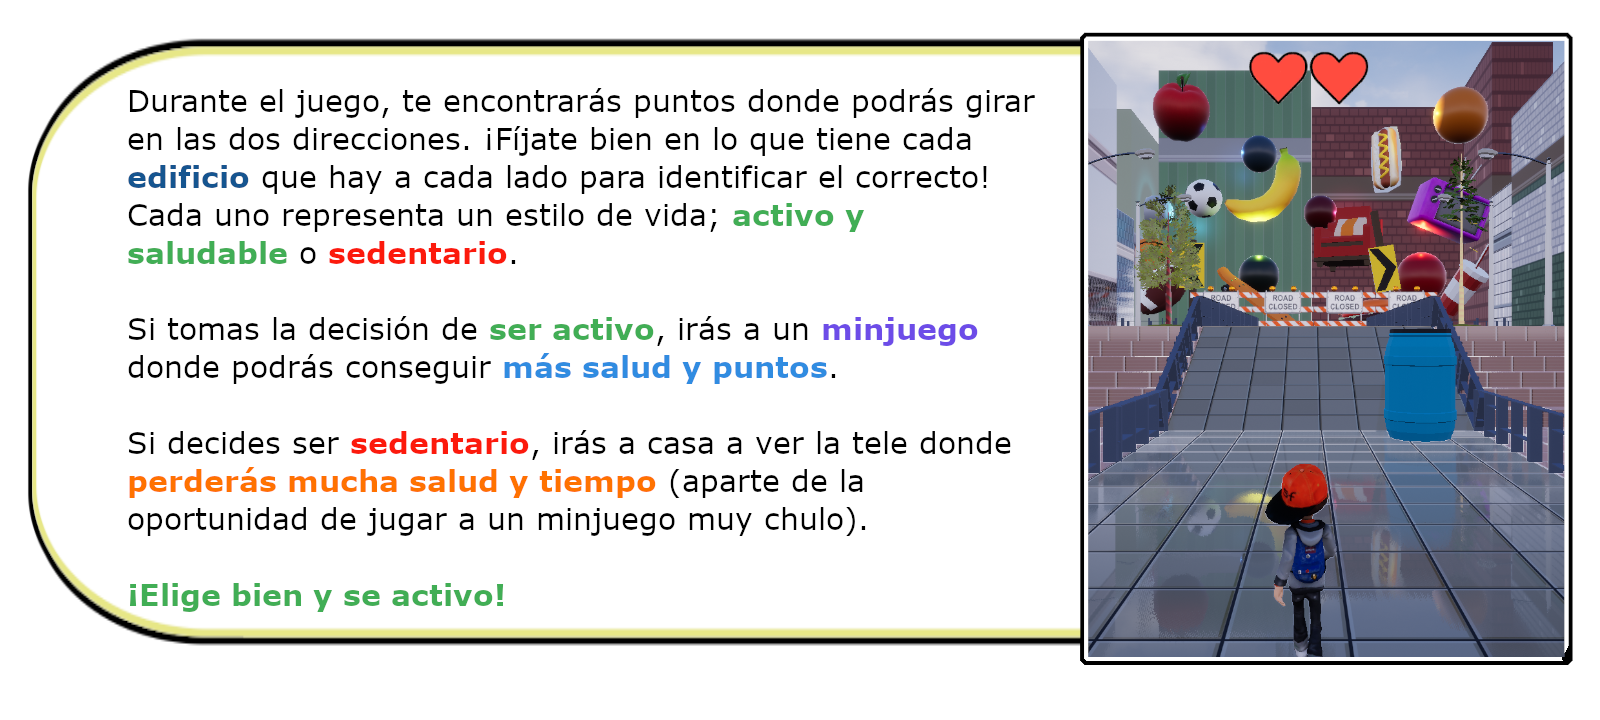 Durante el juego, te encontrarás puntos donde podrás girar
en las dos direcciones. ¡Fíjate bien en lo que tiene cada
edificio que hay a cada lado para identificar el correcto!
Cada uno representa un estilo de vida; activo y
saludable o sedentario.
Si tomas la decisión de ser activo, irás a un minjuego
donde podrás conseguir más salud y puntos.
Si decides ser sedentario, irás a casa a ver la tele donde
perderás mucha salud y tiempo (aparte de la
oportunidad de jugar a un minjuego muy chulo).
¡Elige bien y se activo!
ROAD CLOSED
ROAD CLOSED
ROAD CLOSED
ROAD